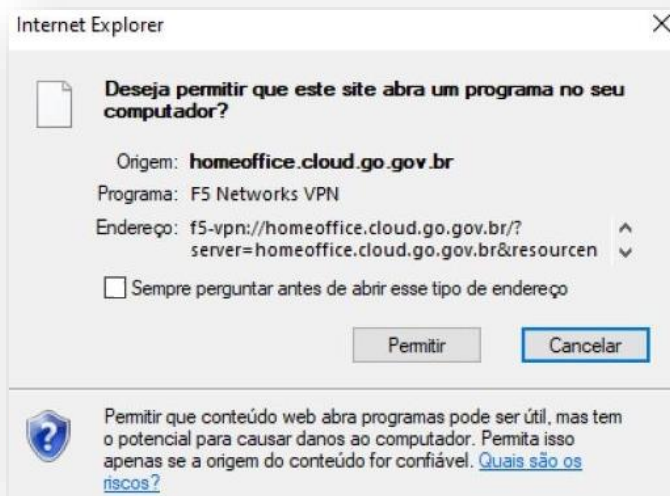 Internet Explorer
Deseja permitir que este site abra um programa no seu
computador?
Origem: homeoffice.cloud.go.gov.br
Programa: F5 Networks VPN
Endereço: f5-vpn://homeoffice.cloud.go.gov.br/?
server=homeoffice.cloud.go.gov.br&resourcen
Sempre perguntar antes de abrir esse tipo de endereço
Permitir Cancelar
Permitir que conteúdo web abra programas pode ser útil, mas tem
o potencial para causar danos ao computador. Permita isso
apenas se a origem do conteúdo for confiável. Quais são os
riscos?